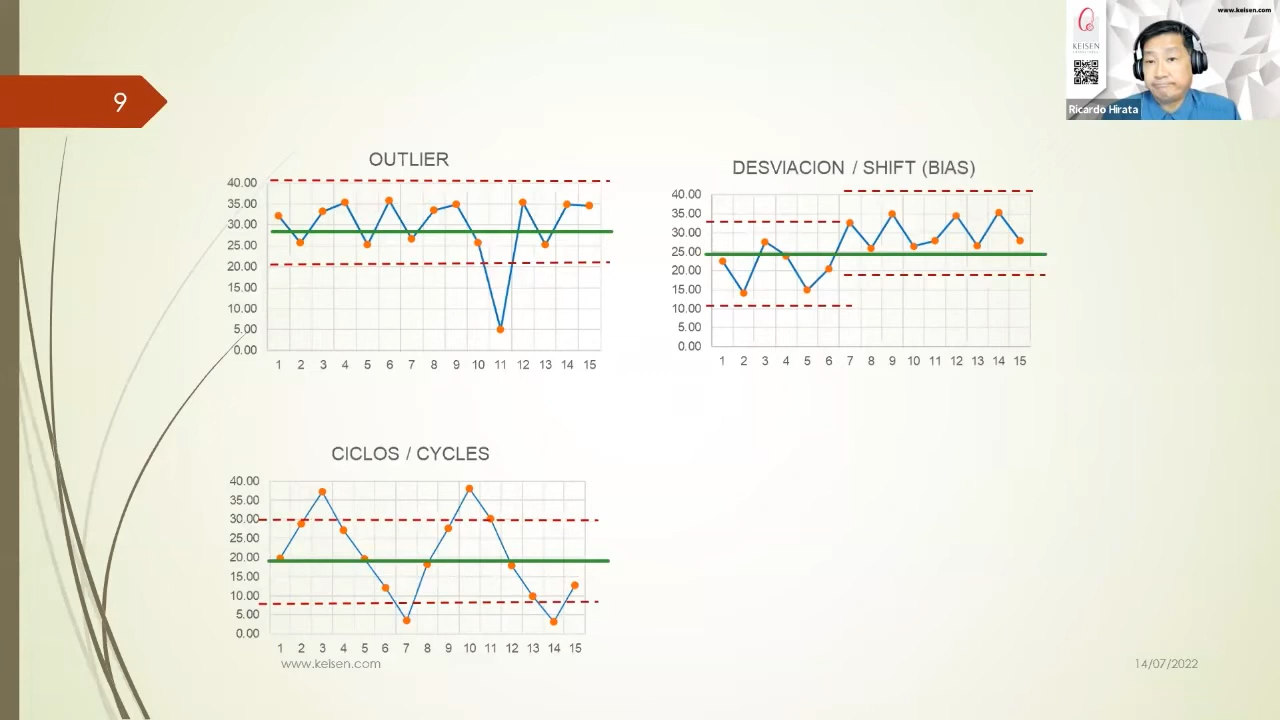 www.keisen.com
KEISEN
Ricardo Hirata
9
OUTLIER
40.00
35.00
30.00
25.00
20.00
15.00
10.00
5.00
0.00
1 2 3 4 5 6 7 8 9 10 11 12 13 14 15
DESVIACION / SHIFT (BIAS)
40.00
35.00
30.00
25.00
20.00
15.00
10.00
5.00
0.00
1 2 3 4 5 6 7 8 9 10 11 12 13 14 15
CICLOS / CYCLES
40.00
35.00
30.00
25.00
20.00
15.00
10.00
5.00
0.00
1 2 3 4 5 6 7 8 9 10 11 12 13 14 15
www.keisen.com
14/07/2022